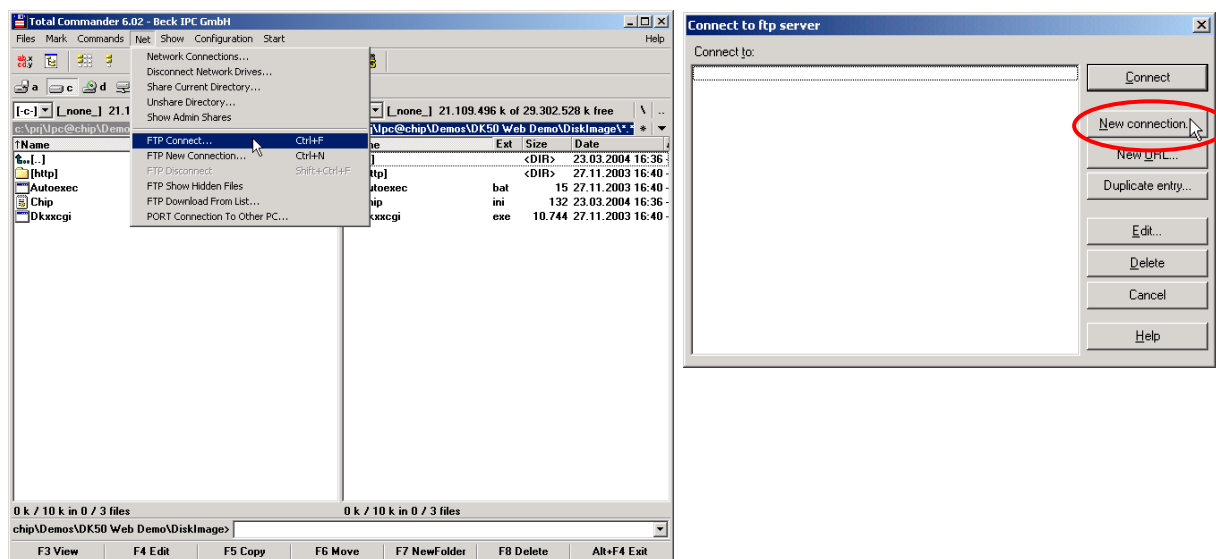 Total Commander 6.02 - Beck IPC GmbH
Files Mark Commands Net Show Configuration Start Help
a c d
[-c-] [_none_] 21.1
[_none_] 21.109.496 k of 29.302.528 k free \ ..
c:\prj\Ipc@chip\Demo
\Ipc@chip\Demos\DK50 Web Demo\DiskImage\*.* * ▼
↑Name
Ext Size Date
[..]
<DIR> 23.03.2004 16:36 -
[http]
<DIR> 27.11.2003 16:40 -
Autoexec
bat 15 27.11.2003 16:40 -
Chip
ini 132 23.03.2004 16:36 -
Dkxxcgi
exe 10.744 27.11.2003 16:40 -
Network Connections...
Disconnect Network Drives...
Share Current Directory...
Unshare Directory...
Show Admin Shares
FTP Connect... Ctrl+F
FTP New Connection... Ctrl+N
FTP Disconnect Shift+Ctrl+F
FTP Show Hidden Files
FTP Download From List...
PORT Connection To Other PC...
0 k / 10 k in 0 / 3 files
0 k / 10 k in 0 / 3 files
chip\Demos\DK50 Web Demo\DiskImage>
F3 View F4 Edit F5 Copy F6 Move F7 NewFolder F8 Delete Alt+F4 Exit
Connect to ftp server
Connect to:
Connect
New connection.
New URL...
Duplicate entry...
Edit...
Delete
Cancel
Help